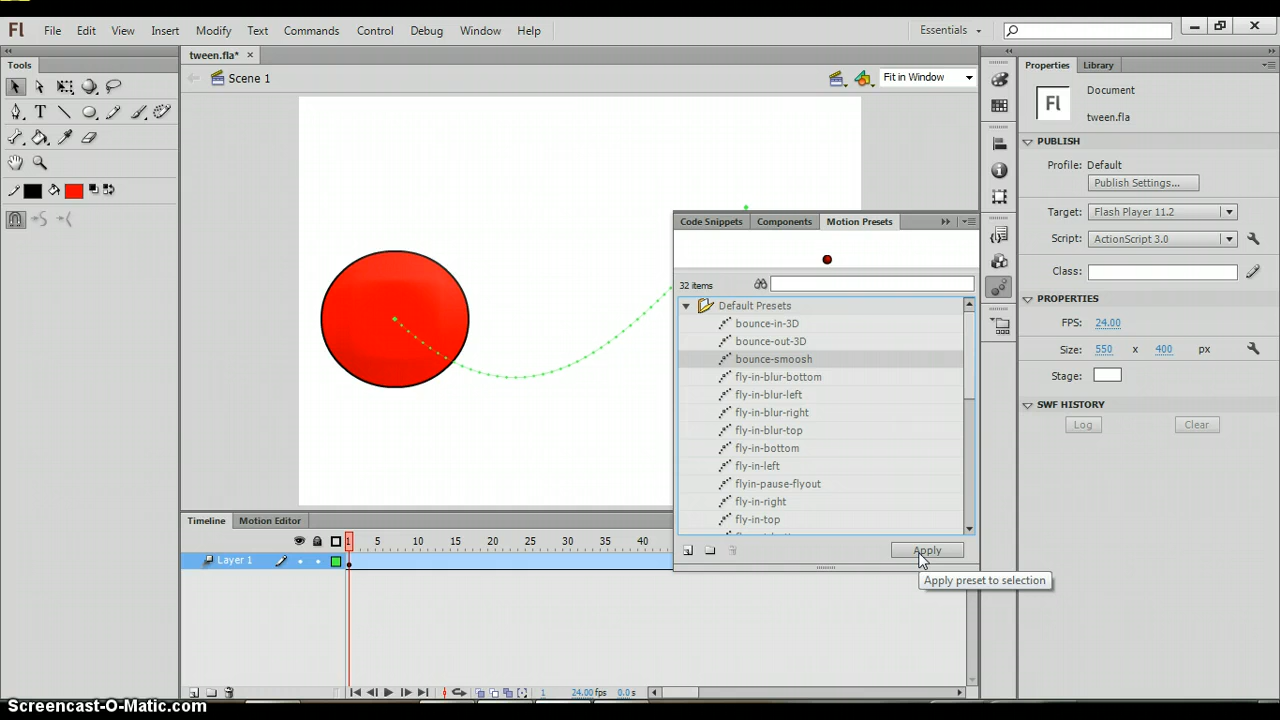 Fl File Edit View Insert Modify Text Commands Control Debug Window Help Essentials
Tools
tween.fla*
Scene 1
Fit in Window
Properties Library
Fl Document
tween.fla
PUBLISH
Profile: Default
Publish Settings...
Target: Flash Player 11.2
Script: ActionScript 3.0
Class:
PROPERTIES
FPS: 24.00
Size: 550 x 400 px
Stage:
SWF HISTORY
Log Clear
Code Snippets Components Motion Presets
32 items
Default Presets
bounce-in-3D
bounce-out-3D
bounce-smoosh
fly-in-blur-bottom
fly-in-blur-left
fly-in-blur-right
fly-in-blur-top
fly-in-bottom
fly-in-left
flyin-pause-flyout
fly-in-right
fly-in-top
Apply
Apply preset to selection
Timeline Motion Editor
1 5 10 15 20 25 30 35 40
Layer 1
1 24.00 fps 0.0 s
Screencast-O-Matic.com